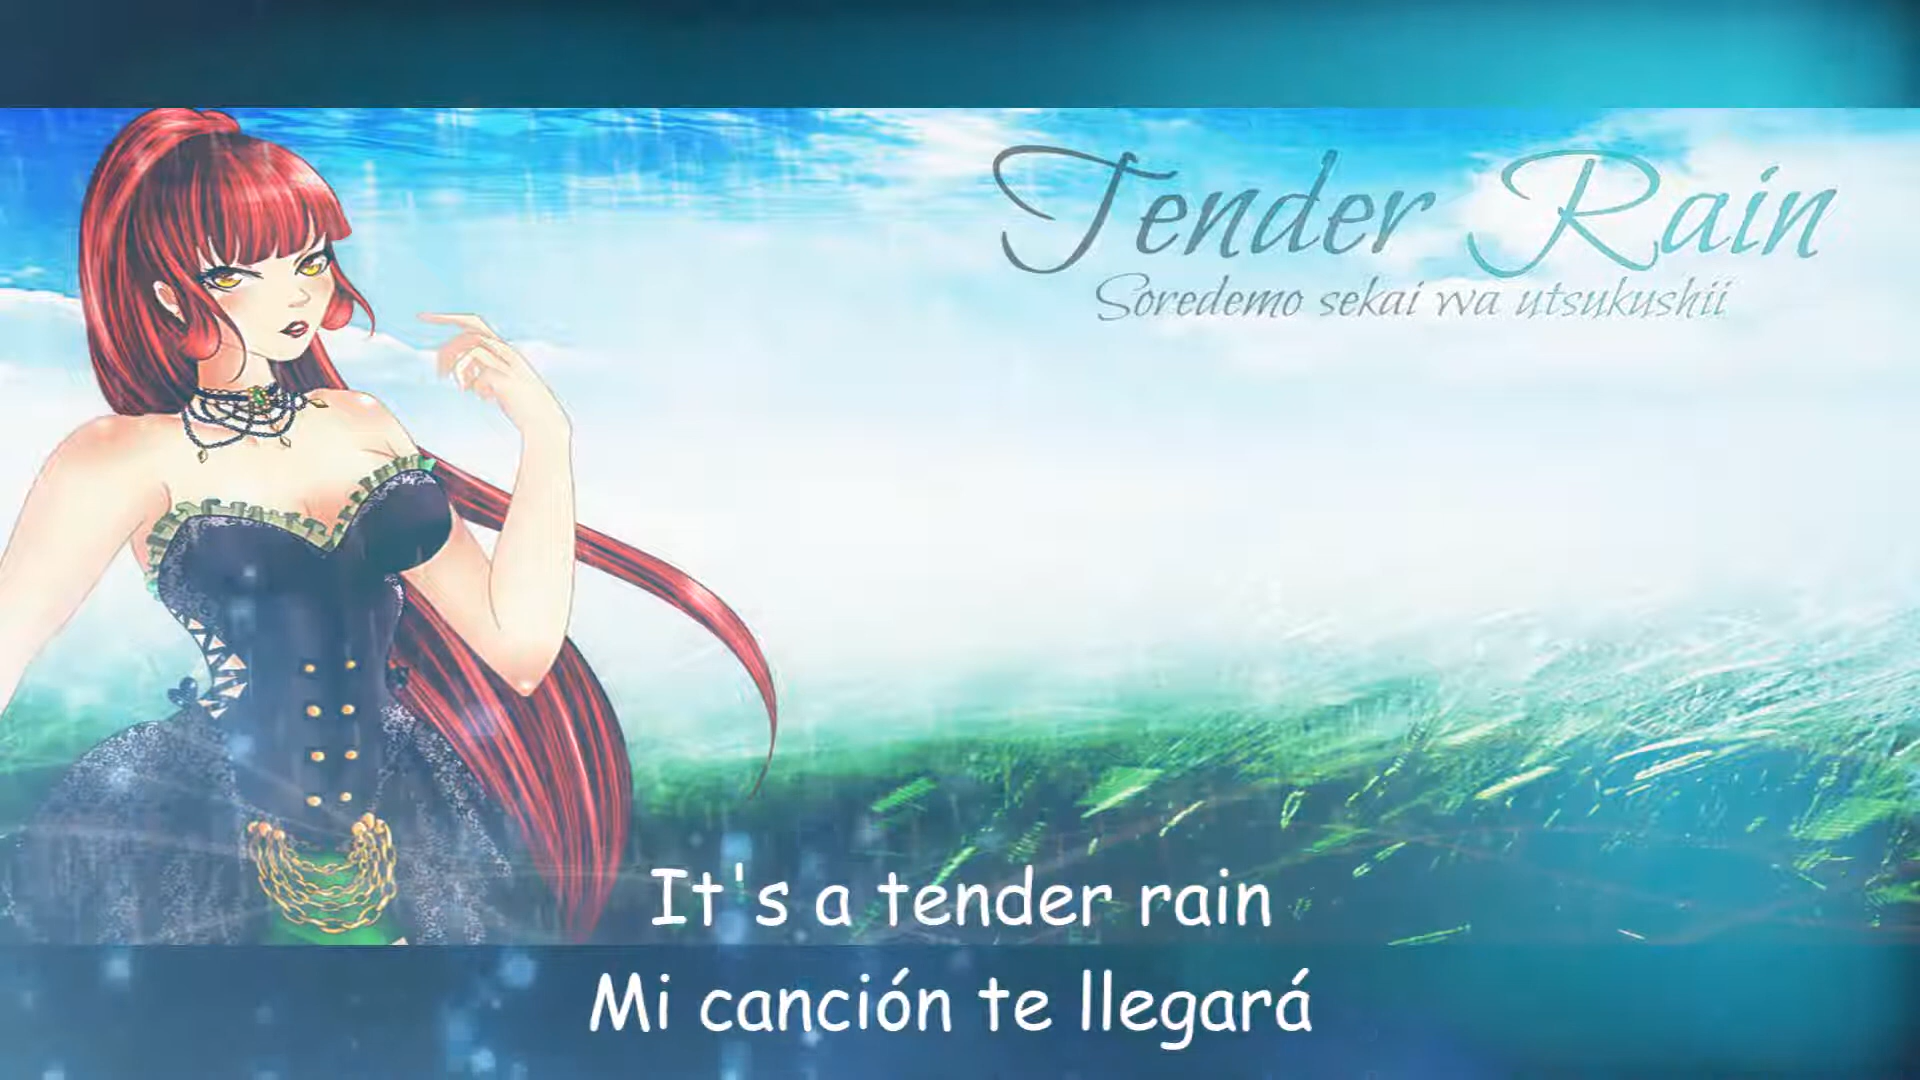 Tender Rain
Soredemo sekai wa utsukushii
It's a tender rain
Mi canción te llegará